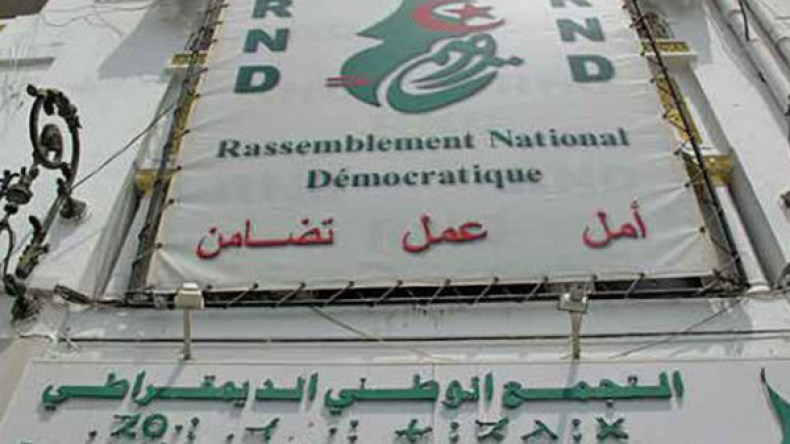 RND RND
Rassemblement National
Démocratique
أمل عمل تضامن
التجمع الوطني الديمقراطي